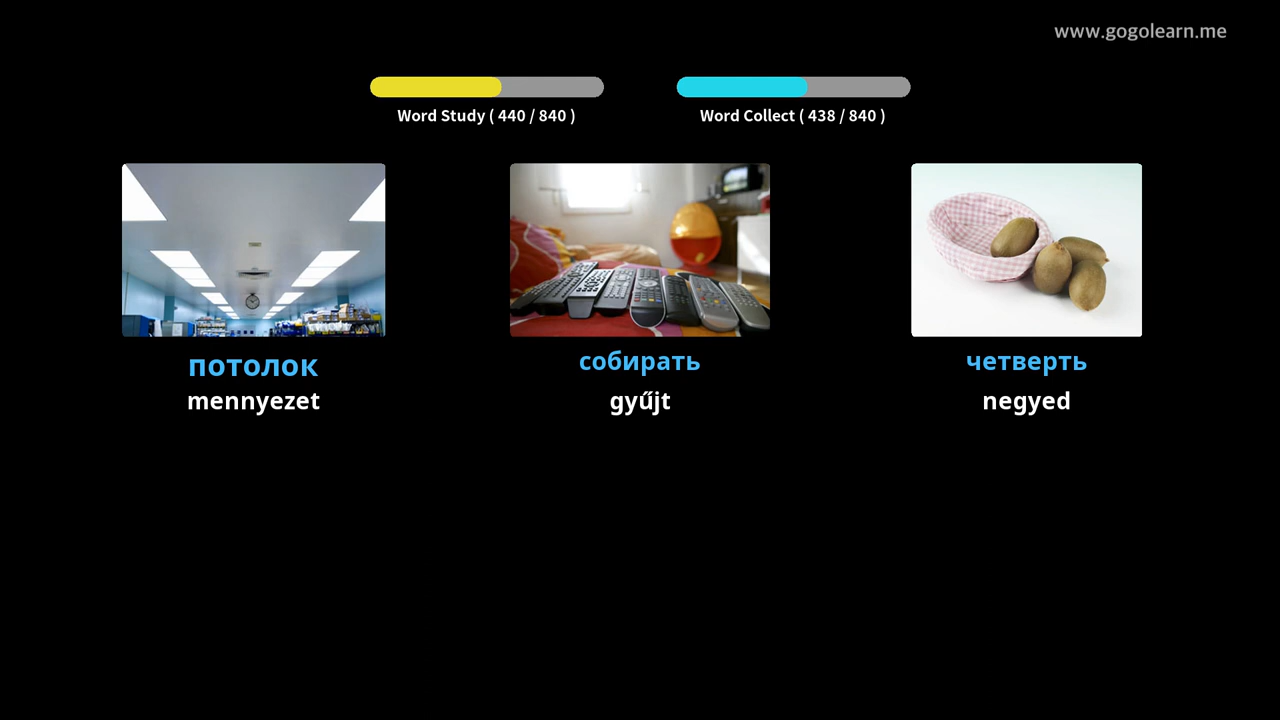 www.gogolearn.me
Word Study ( 440 / 840 )
Word Collect ( 438 / 840 )
потолок
mennyezet
собирать
gyűjt
четверть
negyed